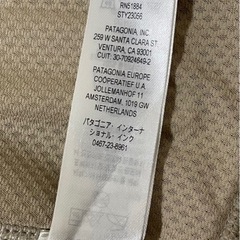 RN51884
STY23056
PATAGONIA, INC.
259 W SANTA CLARA ST
VENTURA, CA 93001
CUIT: 30-70924649-2
PATAGONIA EUROPE
COÖPERATIEF U.A
JOLLEMANHOF 11
AMSTERDAM, 1019 GW
NETHERLANDS
パタゴニア・インターナ
ショナル・インク
0467-23-8961